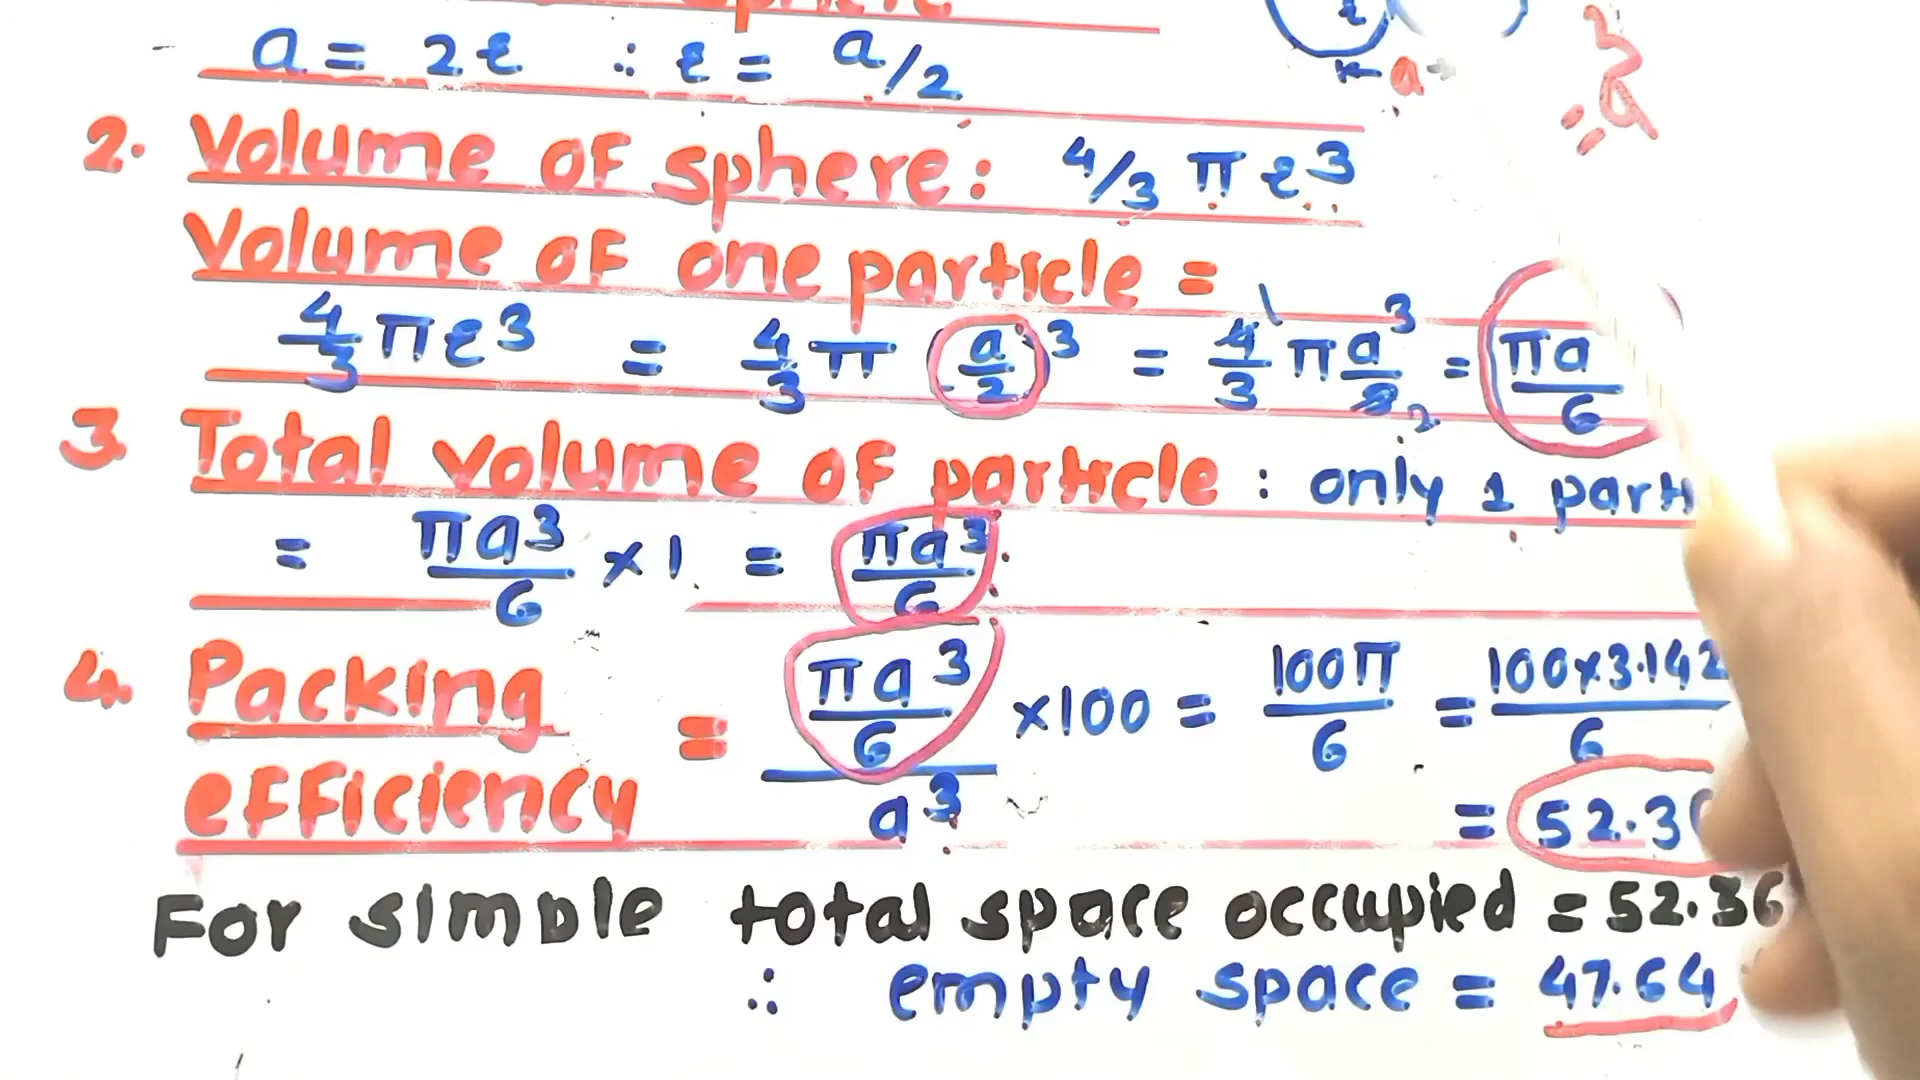 sphere
a = 2r ∴ r = a/2
a
= a³
2. Volume of sphere: 4/3 πr³
Volume of one particle =
4/3 πr³ = 4/3 π (a/2)³ = 4/3 π a³/8 = πa/6
3 Total volume of particle : only 1
= πa³/6 ×1 = πa³/6
4. Packing efficiency = πa³/6 / a³ ×100 = 100π/6 = 100×3.142/6
= 52.3
For simple total space occupied = 52.36
∴ empty space = 47.64